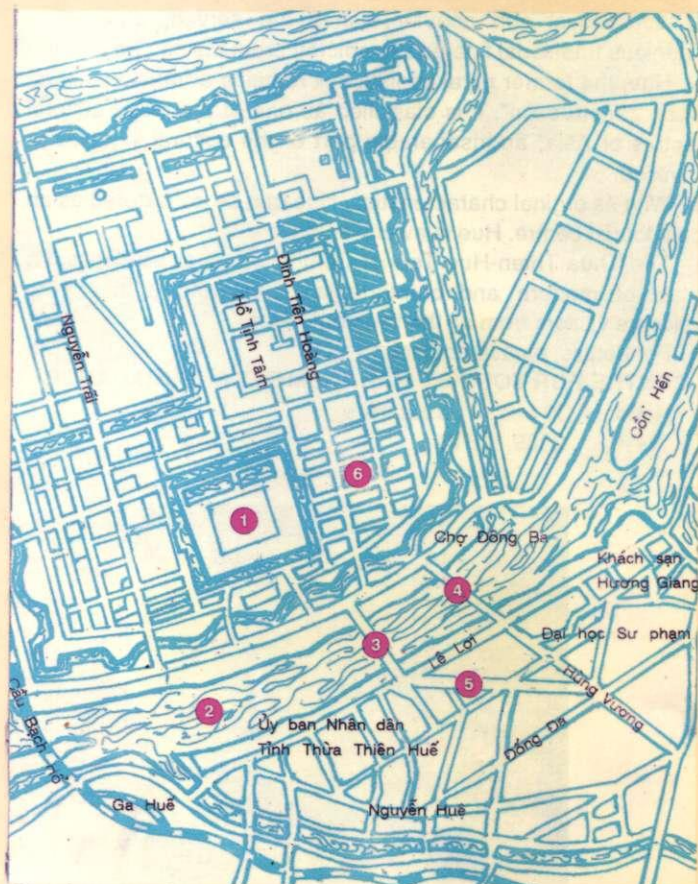 Đinh Tiên Hoàng
Hồ Tịnh Tâm
Nguyễn Trãi
Cồn Hến
6
1
Chợ Đông Ba
Khách sạn
Hương Giang
4
Đại học Sư phạm
3
Lê Lợi
5
Hùng Vương
2
Ủy ban Nhân dân
Tỉnh Thừa Thiên Huế
Đống Đa
Cầu Bạch Hổ
Ga Huế
Nguyễn Huệ